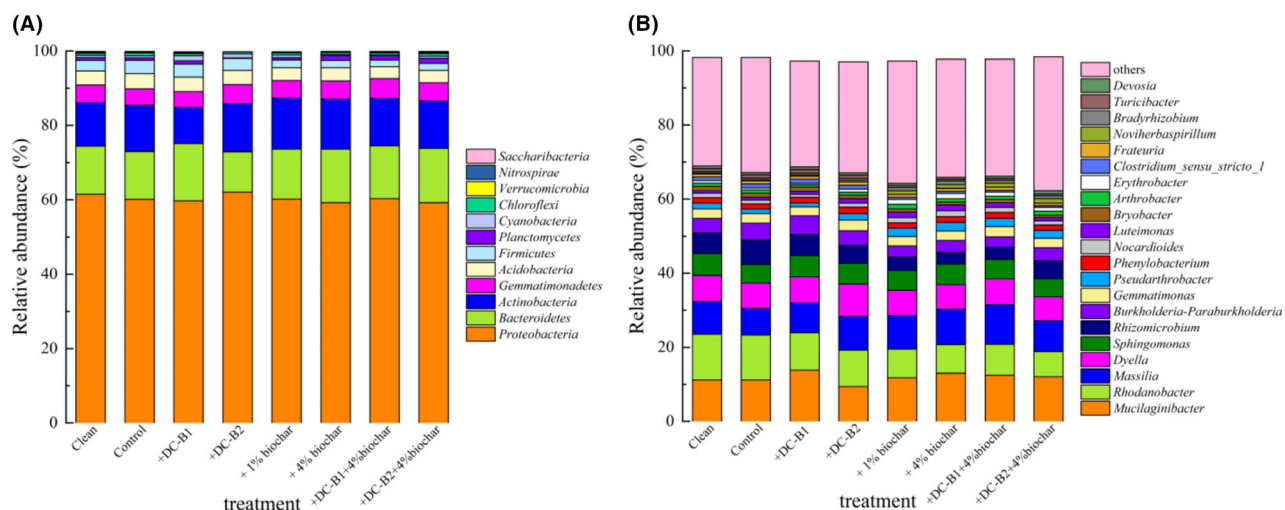 (A)
Relative abundance (%)
100
80
60
40
20
0
Clean
Control
+DC-B1
+DC-B2
+ 1% biochar
+ 4% biochar
+DC-B1+4%biochar
+DC-B2+4%biochar
treatment
Saccharibacteria
Nitrospirae
Verrucomicrobia
Chloroflexi
Cyanobacteria
Planctomycetes
Firmicutes
Acidobacteria
Gemmatimonadetes
Actinobacteria
Bacteroidetes
Proteobacteria
(B)
Relative abundance (%)
100
80
60
40
20
0
Clean
Control
+DC-B1
+DC-B2
+ 1% biochar
+ 4% biochar
+DC-B1+4%biochar
+DC-B2+4%biochar
treatment
others
Devosia
Turicibacter
Bradyrhizobium
Noviherbaspirillum
Frateuria
Clostridium_sensu_stricto_1
Erythrobacter
Arthrobacter
Bryobacter
Luteimonas
Nocardioides
Phenylobacterium
Pseudarthrobacter
Gemmatimonas
Burkholderia-Paraburkholderia
Rhizomicrobium
Sphingomonas
Dyella
Massilia
Rhodanobacter
Mucilaginibacter